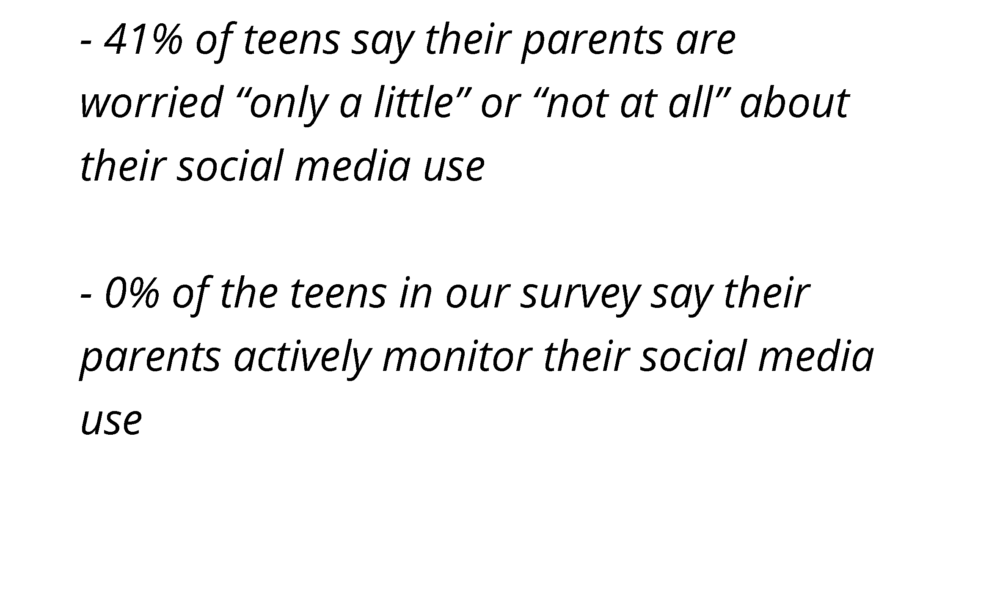 - 41% of teens say their parents are
worried “only a little” or “not at all” about
their social media use
- 0% of the teens in our survey say their
parents actively monitor their social media
use